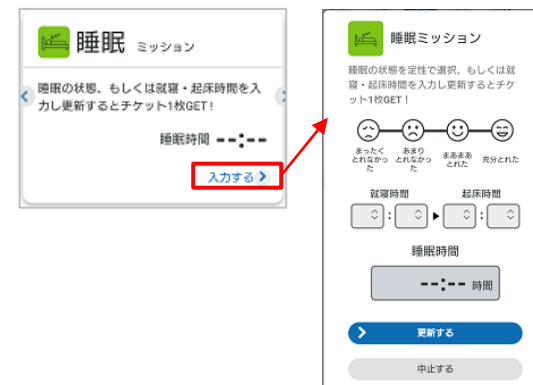 睡眠 ミッション
睡眠の状態、もしくは就寝・起床時間を入
力し更新するとチケット1枚GET!
睡眠時間 --:--
入力する
睡眠ミッション
睡眠の状態を定性で選択、もしくは就
寝・起床時間を入力し更新するとチケ
ット1枚GET!
まったく
とれなかっ
た
あまり
とれなかっ
た
まあまあ
とれた
充分とれた
就寝時間 起床時間
: ▶ :
睡眠時間
--:-- 時間
更新する
中止する